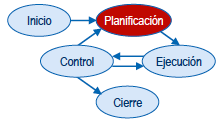 Inicio
Planificación
Control
Ejecución
Cierre